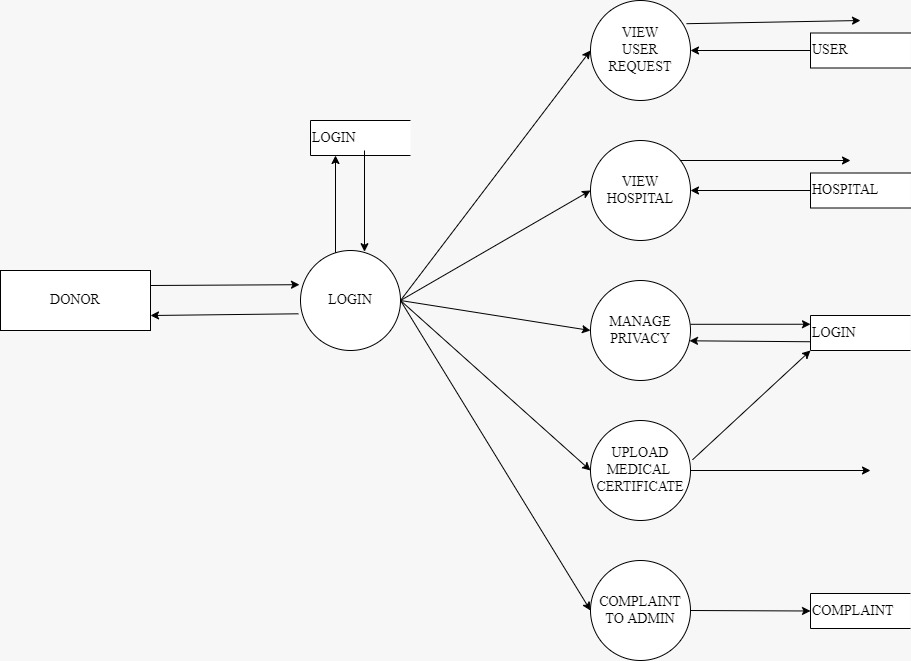 VIEW
USER
REQUEST
USER
LOGIN
VIEW
HOSPITAL
HOSPITAL
DONOR
LOGIN
MANAGE
PRIVACY
LOGIN
UPLOAD
MEDICAL
CERTIFICATE
COMPLAINT
TO ADMIN
COMPLAINT